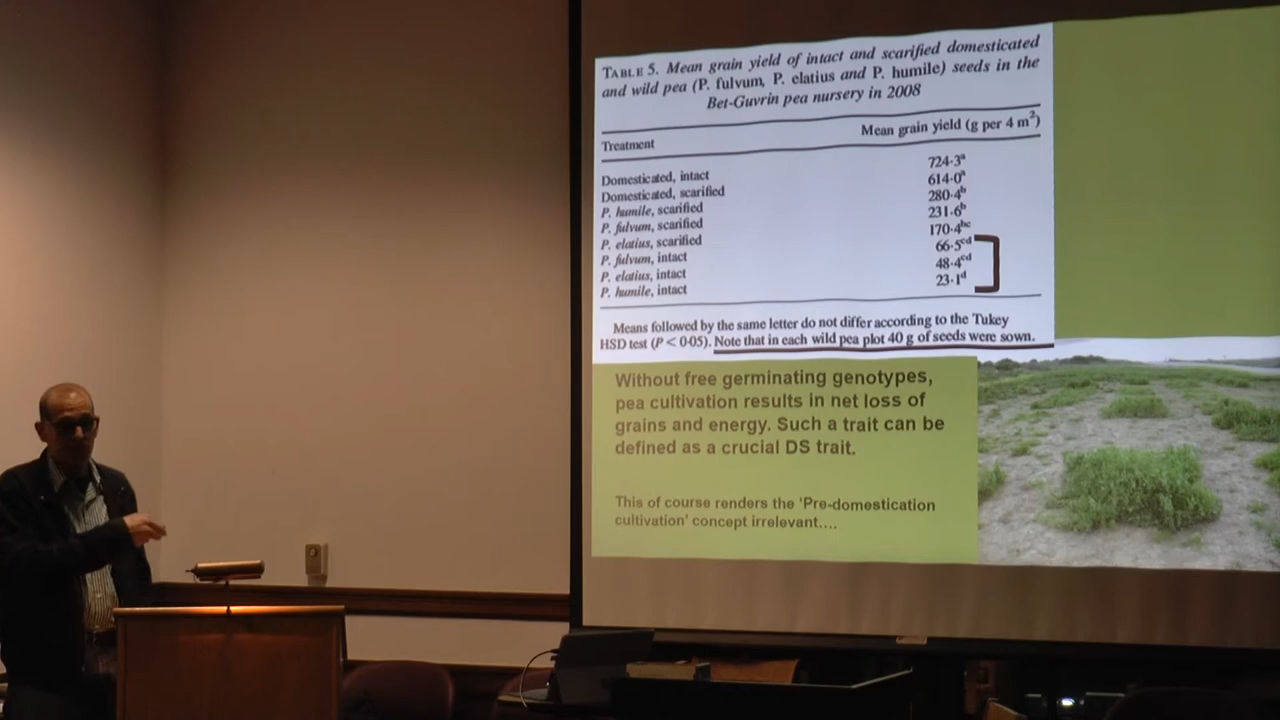 TABLE 5. Mean grain yield of intact and scarified domesticated
and wild pea (P. fulvum, P. elatius and P. humile) seeds in the
Bet-Guvrin pea nursery in 2008
Treatment Mean grain yield (g per 4 m²)
Domesticated, intact 724·3ᵃ
Domesticated, scarified 614·0ᵃ
P. humile, scarified 280·4ᵇ
P. fulvum, scarified 231·6ᵇ
P. elatius, scarified 170·4ᵇᶜ
P. fulvum, intact 66·5ᶜᵈ
P. elatius, intact 48·4ᶜᵈ
P. humile, intact 23·1ᵈ
Means followed by the same letter do not differ according to the Tukey
HSD test (P < 0·05). Note that in each wild pea plot 40 g of seeds were sown.
Without free germinating genotypes,
pea cultivation results in net loss of
grains and energy. Such a trait can be
defined as a crucial DS trait.
This of course renders the 'Pre-domestication
cultivation' concept irrelevant....